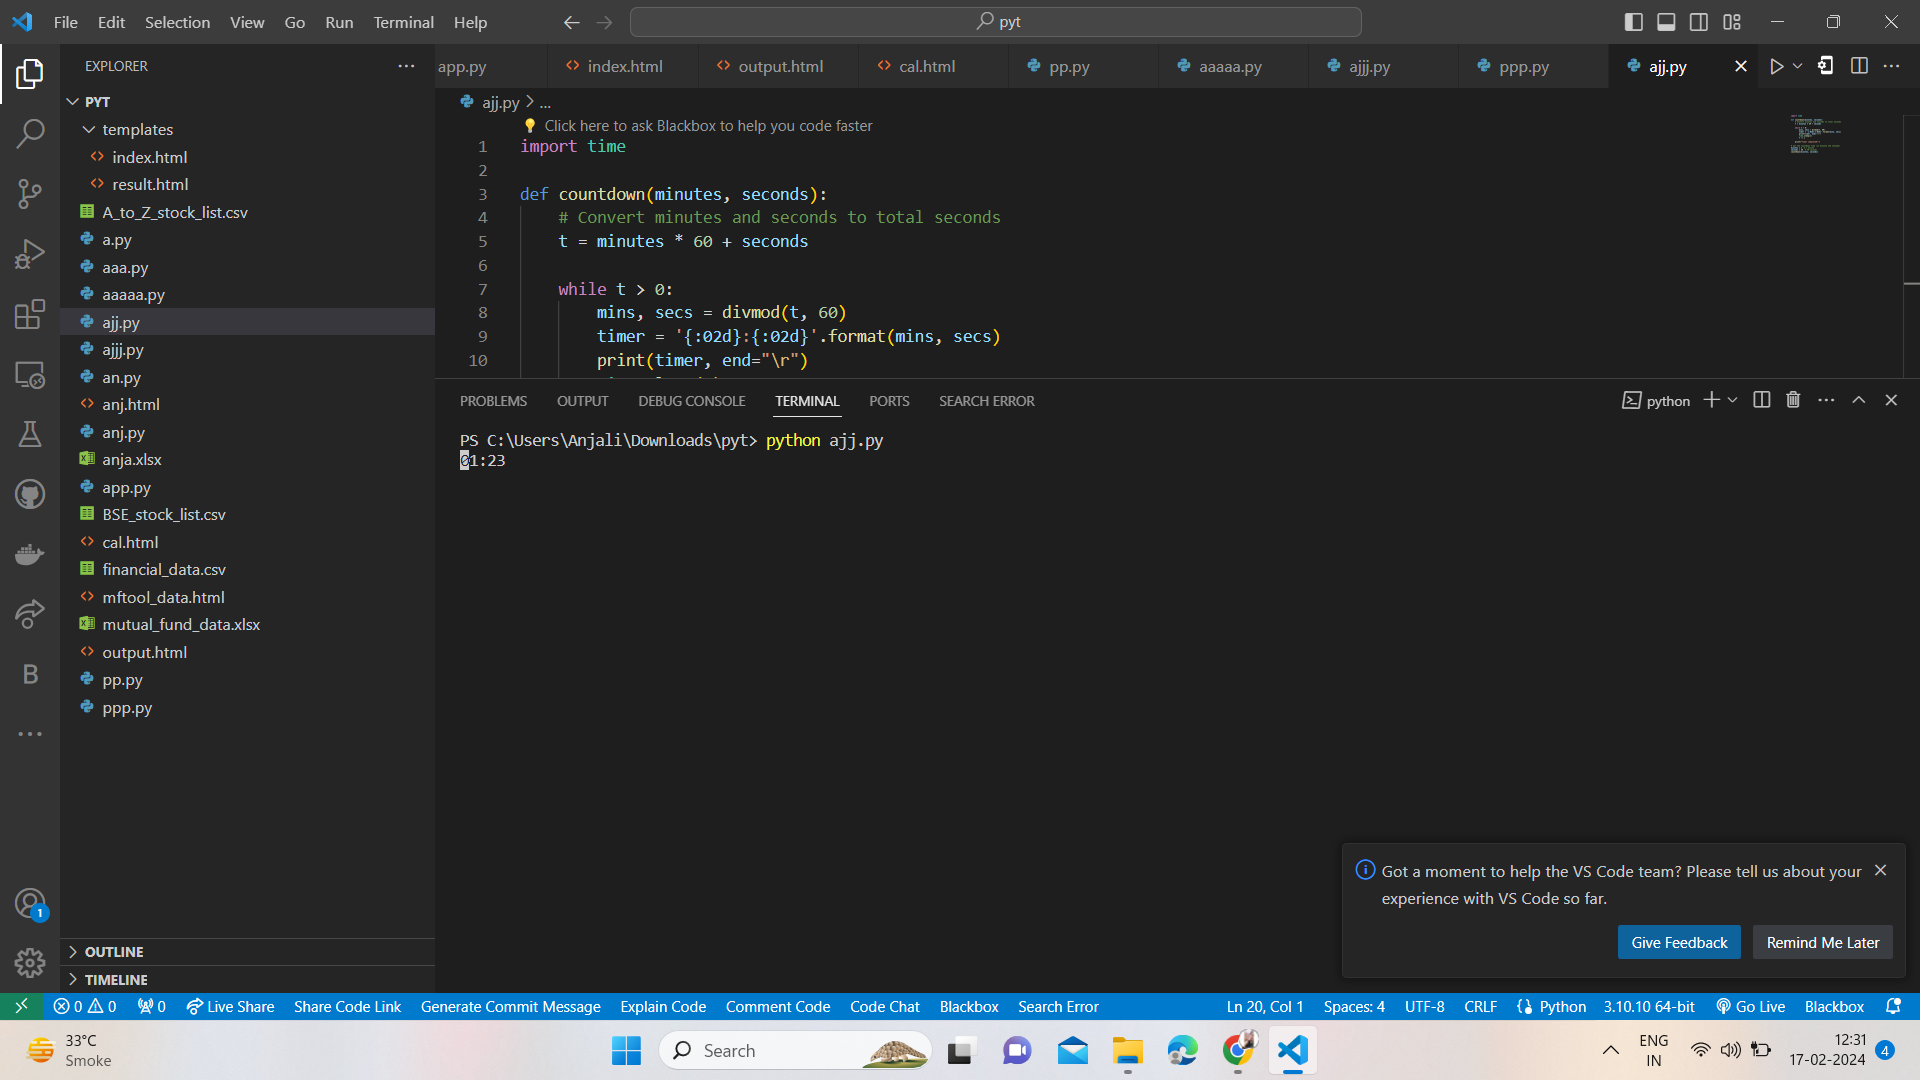 File Edit Selection View Go Run Terminal Help
pyt
EXPLORER
PYT
templates
index.html
result.html
A_to_Z_stock_list.csv
a.py
aaa.py
aaaaa.py
ajj.py
ajjj.py
an.py
anj.html
anj.py
anja.xlsx
app.py
BSE_stock_list.csv
cal.html
financial_data.csv
mftool_data.html
mutual_fund_data.xlsx
output.html
pp.py
ppp.py
OUTLINE
TIMELINE
app.py index.html output.html cal.html pp.py aaaaa.py ajjj.py ppp.py ajj.py
ajj.py > ...
Click here to ask Blackbox to help you code faster
1 import time
2
3 def countdown(minutes, seconds):
4 # Convert minutes and seconds to total seconds
5 t = minutes * 60 + seconds
6
7 while t > 0:
8 mins, secs = divmod(t, 60)
9 timer = '{:02d}:{:02d}'.format(mins, secs)
10 print(timer, end="\r")
PROBLEMS OUTPUT DEBUG CONSOLE TERMINAL PORTS SEARCH ERROR
python
PS C:\Users\Anjali\Downloads\pyt> python ajj.py
01:23
Got a moment to help the VS Code team? Please tell us about your
experience with VS Code so far.
Give Feedback Remind Me Later
1
B
0 0 0 Live Share Share Code Link Generate Commit Message Explain Code Comment Code Code Chat Blackbox Search Error Ln 20, Col 1 Spaces: 4 UTF-8 CRLF Python 3.10.10 64-bit Go Live Blackbox
33°C
Smoke
Search
ENG
IN
12:31
17-02-2024
4